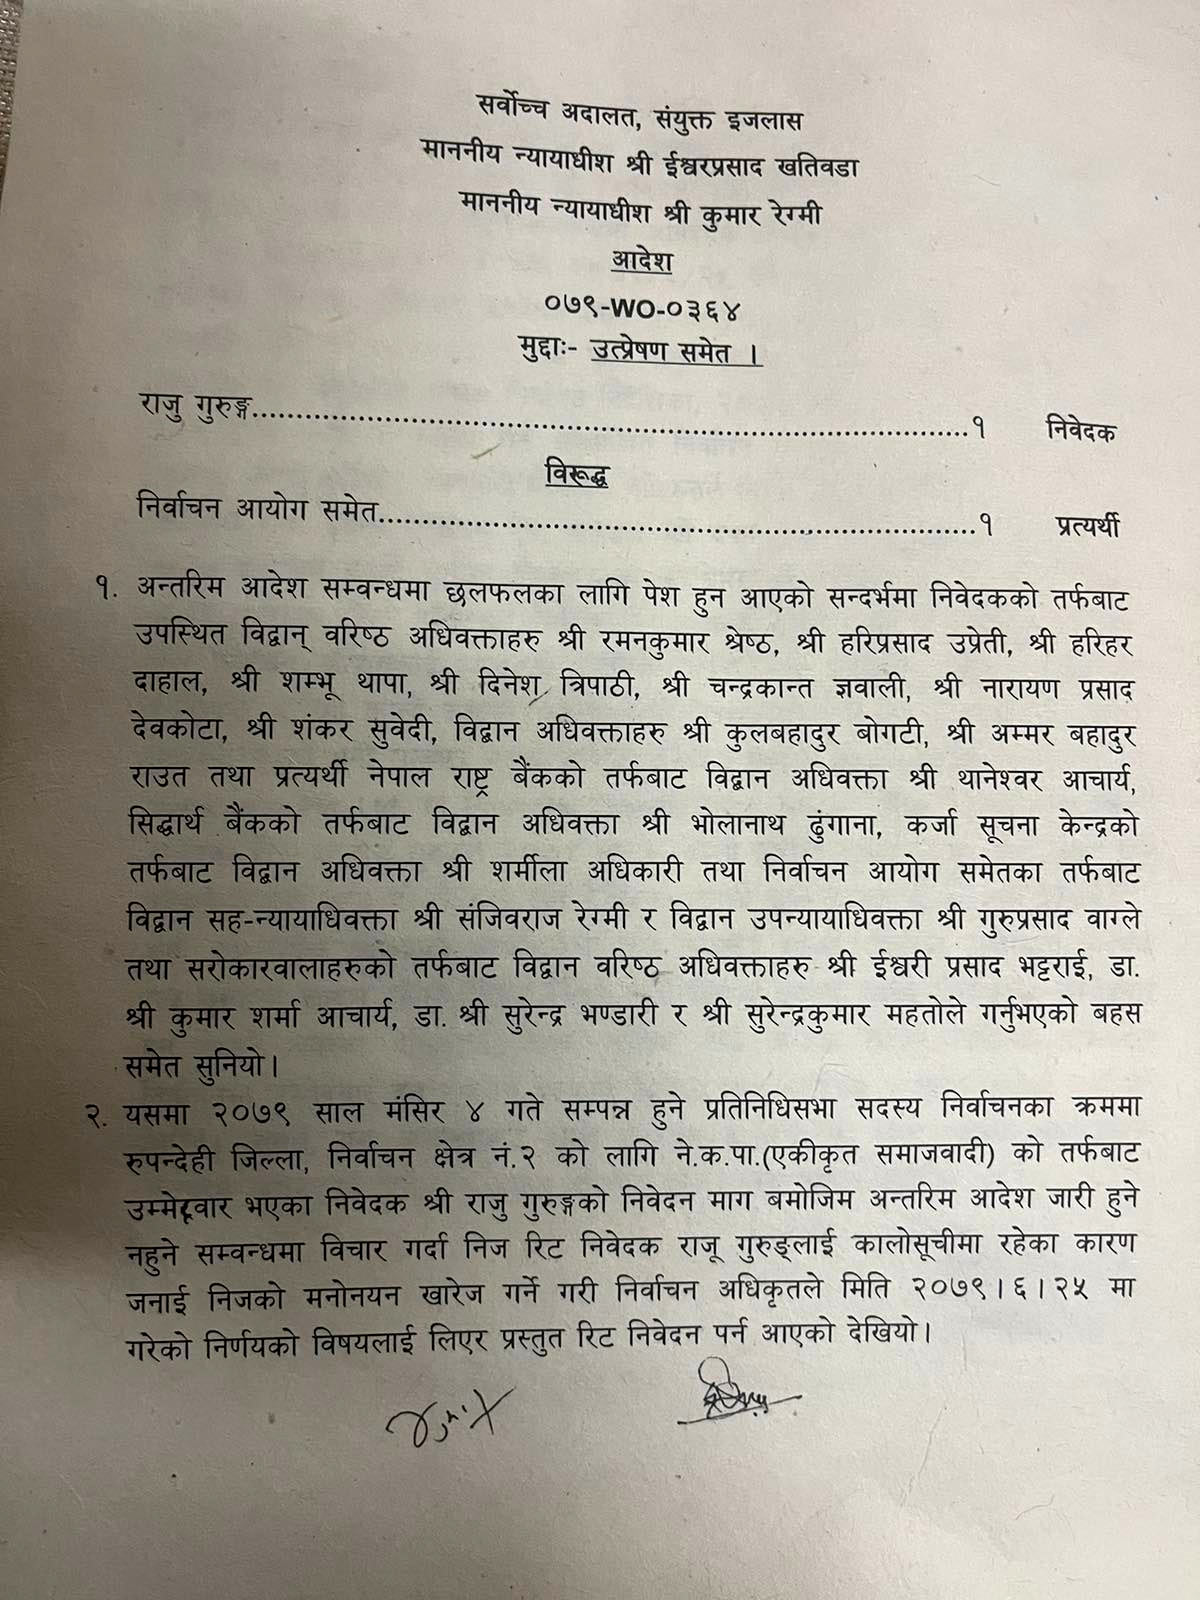 सर्वोच्च अदालत, संयुक्त इजलास
माननीय न्यायाधीश श्री ईश्वरप्रसाद खतिवडा
माननीय न्यायाधीश श्री कुमार रेग्मी
आदेश
०७९-WO-०३६४
मुद्दाः- उत्प्रेषण समेत ।
राजु गुरुङ्ग..........................................................................................१ निवेदक
विरूद्ध
निर्वाचन आयोग समेत...........................................................................१ प्रत्यर्थी
१. अन्तरिम आदेश सम्वन्धमा छलफलका लागि पेश हुन आएको सन्दर्भमा निवेदकको तर्फबाट
उपस्थित विद्वान् वरिष्ठ अधिवक्ताहरु श्री रमनकुमार श्रेष्ठ, श्री हरिप्रसाद उप्रेती, श्री हरिहर
दाहाल, श्री शम्भू थापा, श्री दिनेश त्रिपाठी, श्री चन्द्रकान्त ज्ञवाली, श्री नारायण प्रसाद
देवकोटा, श्री शंकर सुवेदी, विद्वान अधिवक्ताहरु श्री कुलबहादुर बोगटी, श्री अम्मर बहादुर
राउत तथा प्रत्यर्थी नेपाल राष्ट्र बैंकको तर्फबाट विद्वान अधिवक्ता श्री थानेश्वर आचार्य,
सिद्धार्थ बैंकको तर्फबाट विद्वान अधिवक्ता श्री भोलानाथ ढुंगाना, कर्जा सूचना केन्द्रको
तर्फबाट विद्वान अधिवक्ता श्री शर्मीला अधिकारी तथा निर्वाचन आयोग समेतका तर्फबाट
विद्वान सह-न्यायाधिवक्ता श्री संजिवराज रेग्मी र विद्वान उपन्यायाधिवक्ता श्री गुरुप्रसाद वाग्ले
तथा सरोकारवालाहरुको तर्फबाट विद्वान वरिष्ठ अधिवक्ताहरु श्री ईश्वरी प्रसाद भट्टराई, डा.
श्री कुमार शर्मा आचार्य, डा. श्री सुरेन्द्र भण्डारी र श्री सुरेन्द्रकुमार महतोले गर्नुभएको बहस
समेत सुनियो।
२. यसमा २०७९ साल मंसिर ४ गते सम्पन्न हुने प्रतिनिधिसभा सदस्य निर्वाचनका क्रममा
रुपन्देही जिल्ला, निर्वाचन क्षेत्र नं.२ को लागि ने.क.पा.(एकीकृत समाजवादी) को तर्फबाट
उम्मेद्वार भएका निवेदक श्री राजु गुरुङ्गको निवेदन माग बमोजिम अन्तरिम आदेश जारी हुने
नहुने सम्वन्धमा विचार गर्दा निज रिट निवेदक राजू गुरुङ्लाई कालोसूचीमा रहेका कारण
जनाई निजको मनोनयन खारेज गर्ने गरी निर्वाचन अधिकृतले मिति २०७९।६।२५ मा
गरेको निर्णयको विषयलाई लिएर प्रस्तुत रिट निवेदन पर्न आएको देखियो।